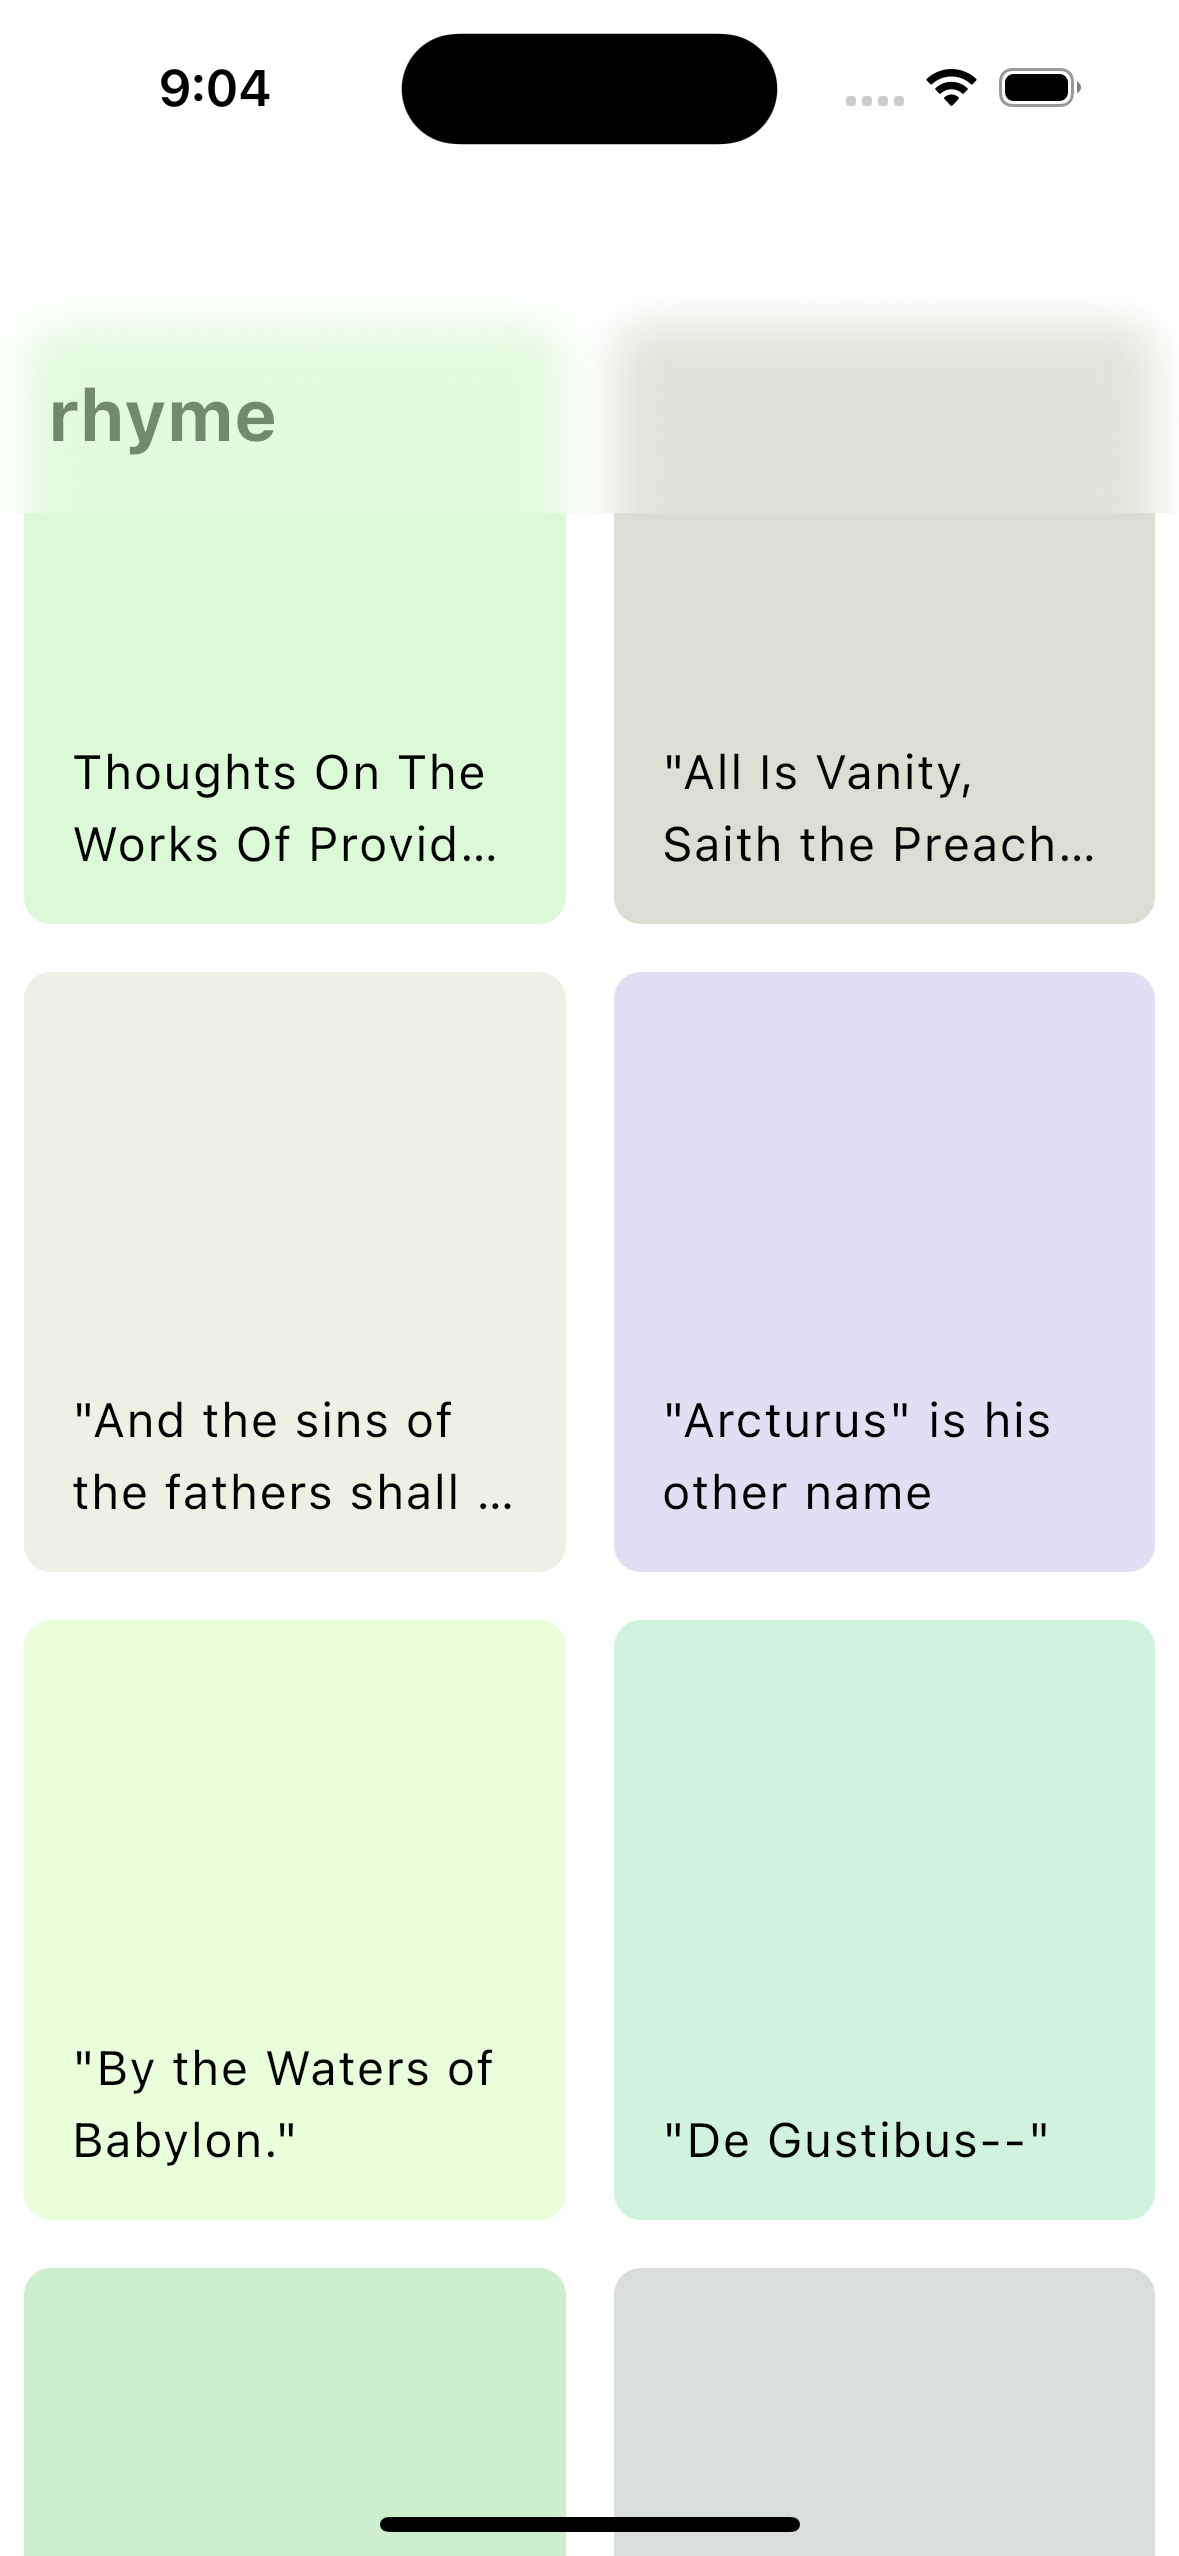 9:04
rhyme
Thoughts On The
Works Of Provid...
"All Is Vanity,
Saith the Preach...
"And the sins of
the fathers shall ...
"Arcturus" is his
other name
"By the Waters of
Babylon."
"De Gustibus--"